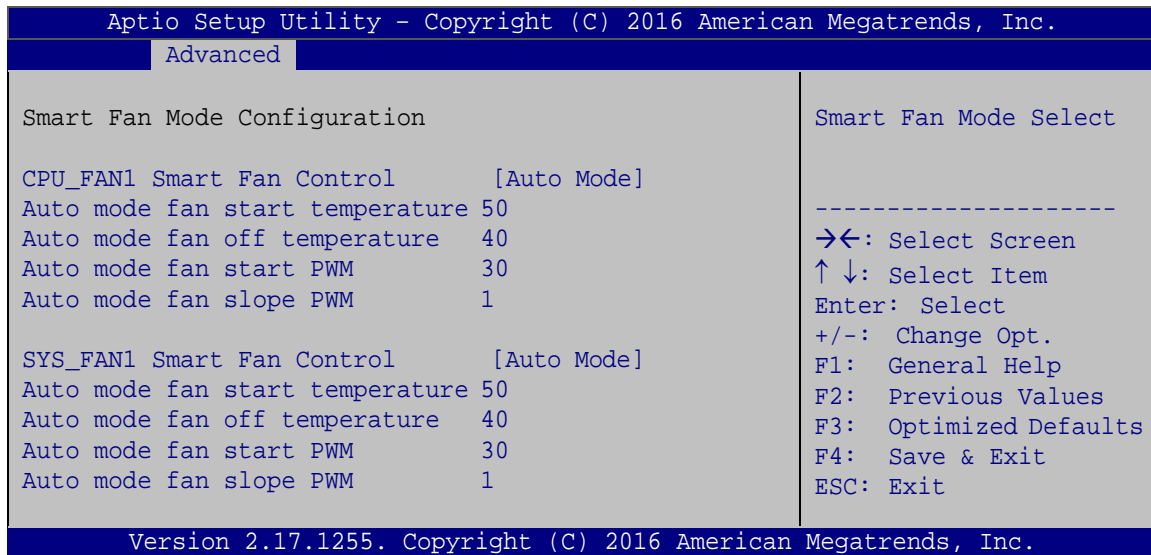 Aptio Setup Utility – Copyright (C) 2016 American Megatrends, Inc.
Advanced
Smart Fan Mode Configuration
CPU_FAN1 Smart Fan Control [Auto Mode]
Auto mode fan start temperature 50
Auto mode fan off temperature 40
Auto mode fan start PWM 30
Auto mode fan slope PWM 1
SYS_FAN1 Smart Fan Control [Auto Mode]
Auto mode fan start temperature 50
Auto mode fan off temperature 40
Auto mode fan start PWM 30
Auto mode fan slope PWM 1
Smart Fan Mode Select
---------------------
→←: Select Screen
↑ ↓: Select Item
Enter: Select
+/-: Change Opt.
F1: General Help
F2: Previous Values
F3: Optimized Defaults
F4: Save & Exit
ESC: Exit
Version 2.17.1255. Copyright (C) 2016 American Megatrends, Inc.